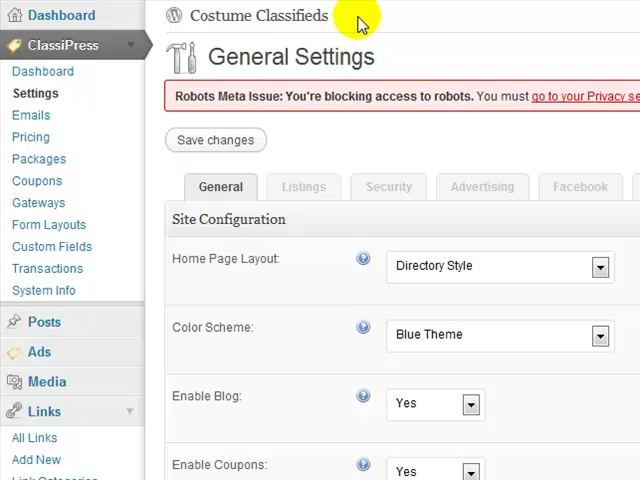 Dashboard
Costume Classifieds
ClassiPress
General Settings
Dashboard
Settings
Robots Meta Issue: You're blocking access to robots. You must go to your Privacy se
Emails
Pricing
Save changes
Packages
Coupons
General Listings Security Advertising Facebook
Gateways
Form Layouts
Site Configuration
Custom Fields
Home Page Layout: Directory Style
Transactions
System Info
Posts
Color Scheme: Blue Theme
Ads
Media
Enable Blog: Yes
Links
All Links
Add New
Enable Coupons: Yes
Link Categories